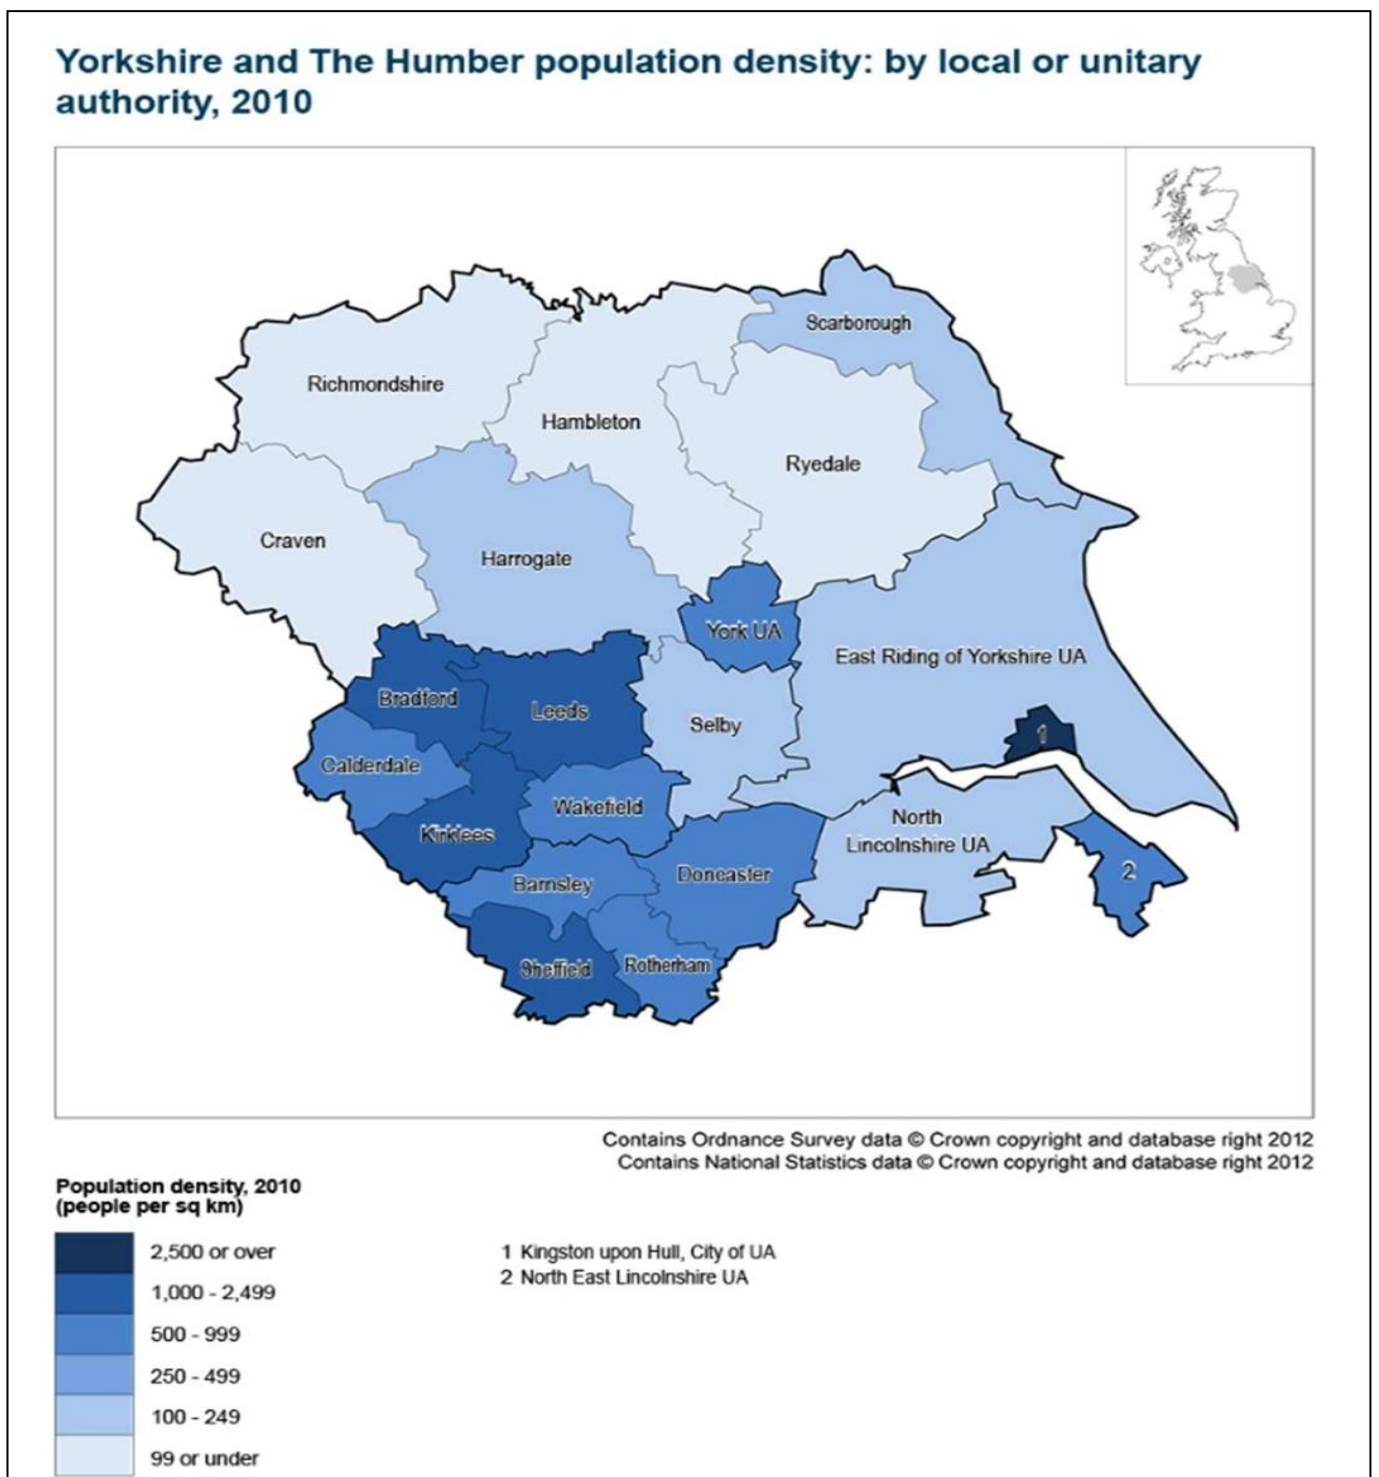 Yorkshire and The Humber population density: by local or unitary
authority, 2010
Scarborough
Richmondshire
Hambleton
Ryedale
Craven
Harrogate
York UA
East Riding of Yorkshire UA
Bradford
Leeds
Selby
1
Calderdale
Wakefield
North
Lincolnshire UA
Kirklees
Doncaster
2
Barnsley
Sheffield
Rotherham
Contains Ordnance Survey data © Crown copyright and database right 2012
Contains National Statistics data © Crown copyright and database right 2012
Population density, 2010
(people per sq km)
2,500 or over
1,000 - 2,499
500 - 999
250 - 499
100 - 249
99 or under
1 Kingston upon Hull, City of UA
2 North East Lincolnshire UA